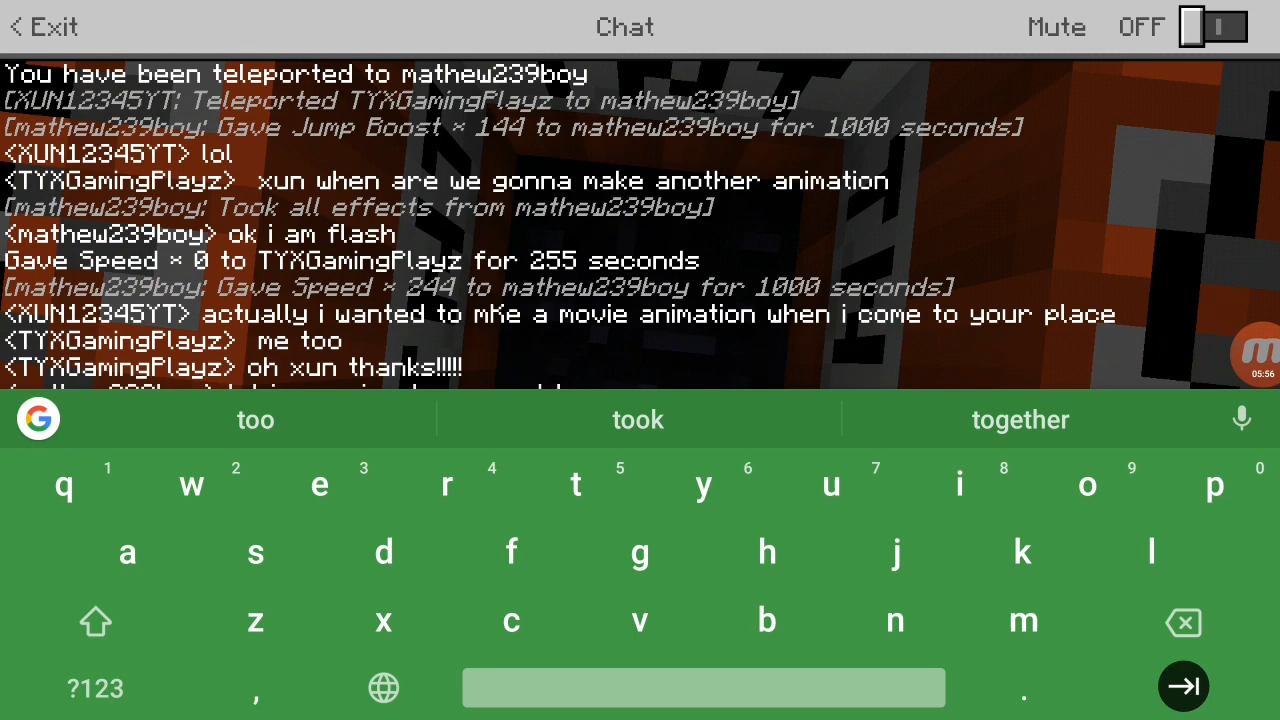 < Exit Chat Mute OFF
You have been teleported to mathew239boy
[XUN12345YT: Teleported TYXGamingPlayz to mathew239boy]
[mathew239boy: Gave Jump Boost * 144 to mathew239boy for 1000 seconds]
<XUN12345YT> lol
<TYXGamingPlayz> xun when are we gonna make another animation
[mathew239boy: Took all effects from mathew239boy]
<mathew239boy> ok i am flash
Gave Speed * 0 to TYXGamingPlayz for 255 seconds
[mathew239boy: Gave Speed * 244 to mathew239boy for 1000 seconds]
<XUN12345YT> actually i wanted to mKe a movie animation when i come to your place
<TYXGamingPlayz> me too
<TYXGamingPlayz> oh xun thanks!!!!!
05:56
too took together
q 1 w 2 e 3 r 4 t 5 y 6 u 7 i 8 o 9 p 0
a s d f g h j k l
z x c v b n m
?123 , .